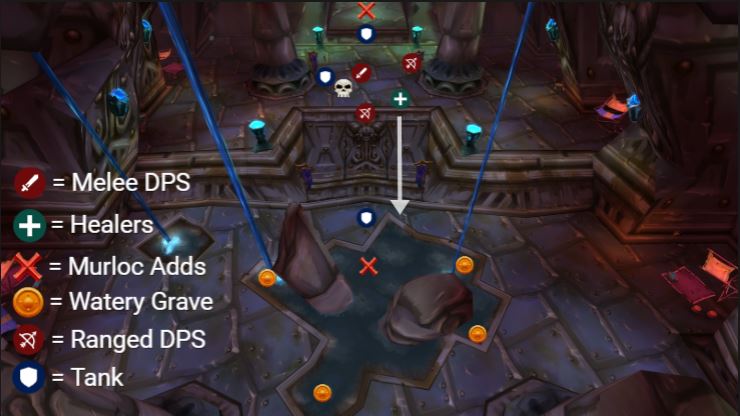 = Melee DPS
= Healers
= Murloc Adds
= Watery Grave
= Ranged DPS
= Tank